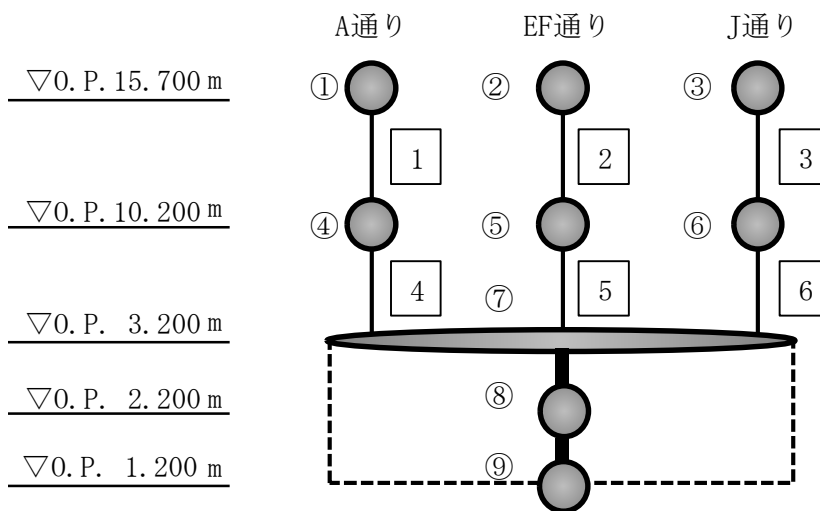 A通り EF通り J通り
▽O.P.15.700ｍ ① ② ③
1 2 3
▽O.P.10.200ｍ ④ ⑤ ⑥
4 ⑦ 5 6
▽O.P. 3.200ｍ
▽O.P. 2.200ｍ ⑧
▽O.P. 1.200ｍ ⑨